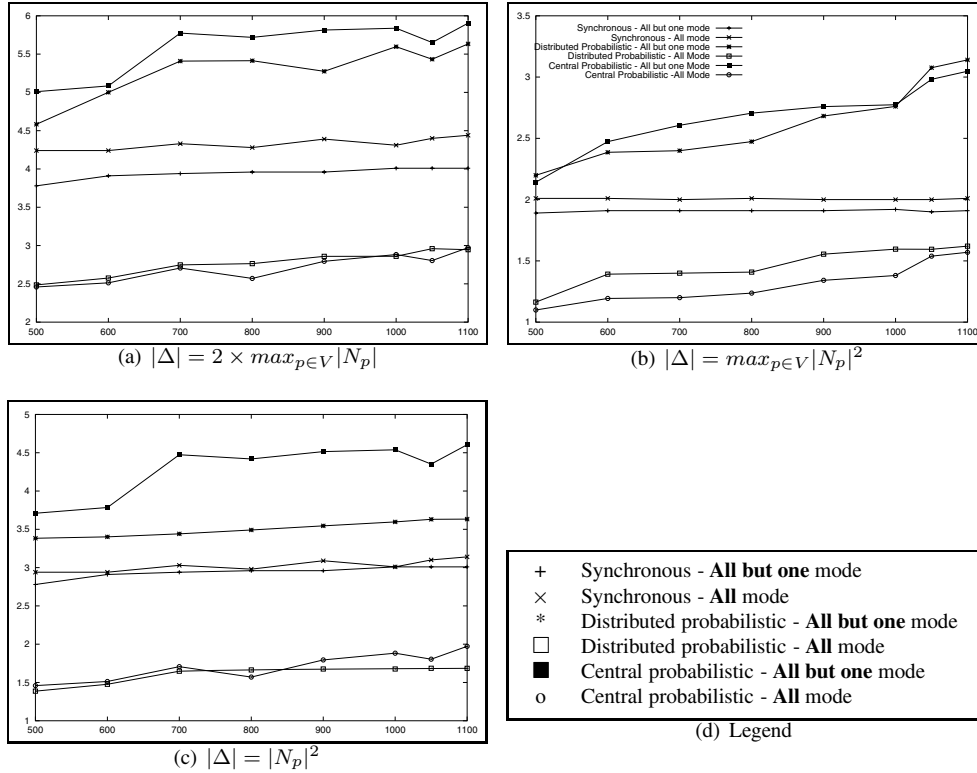 6
5.5
5
4.5
4
3.5
3
2.5
2
500 600 700 800 900 1000 1100
(a) |Δ| = 2 × max_{p∈V}|N_p|
3.5
3
2.5
2
1.5
1
Synchronous - All but one mode
Synchronous - All mode
Distributed Probabilistic - All but one mode
Distributed Probabilistic - All Mode
Central Probabilistic - All but one Mode
Central Probabilistic -All Mode
500 600 700 800 900 1000 1100
(b) |Δ| = max_{p∈V}|N_p|^2
5
4.5
4
3.5
3
2.5
2
1.5
1
500 600 700 800 900 1000 1100
(c) |Δ| = |N_p|^2
+ Synchronous - All but one mode
× Synchronous - All mode
* Distributed probabilistic - All but one mode
□ Distributed probabilistic - All mode
■ Central probabilistic - All but one mode
o Central probabilistic - All mode
(d) Legend